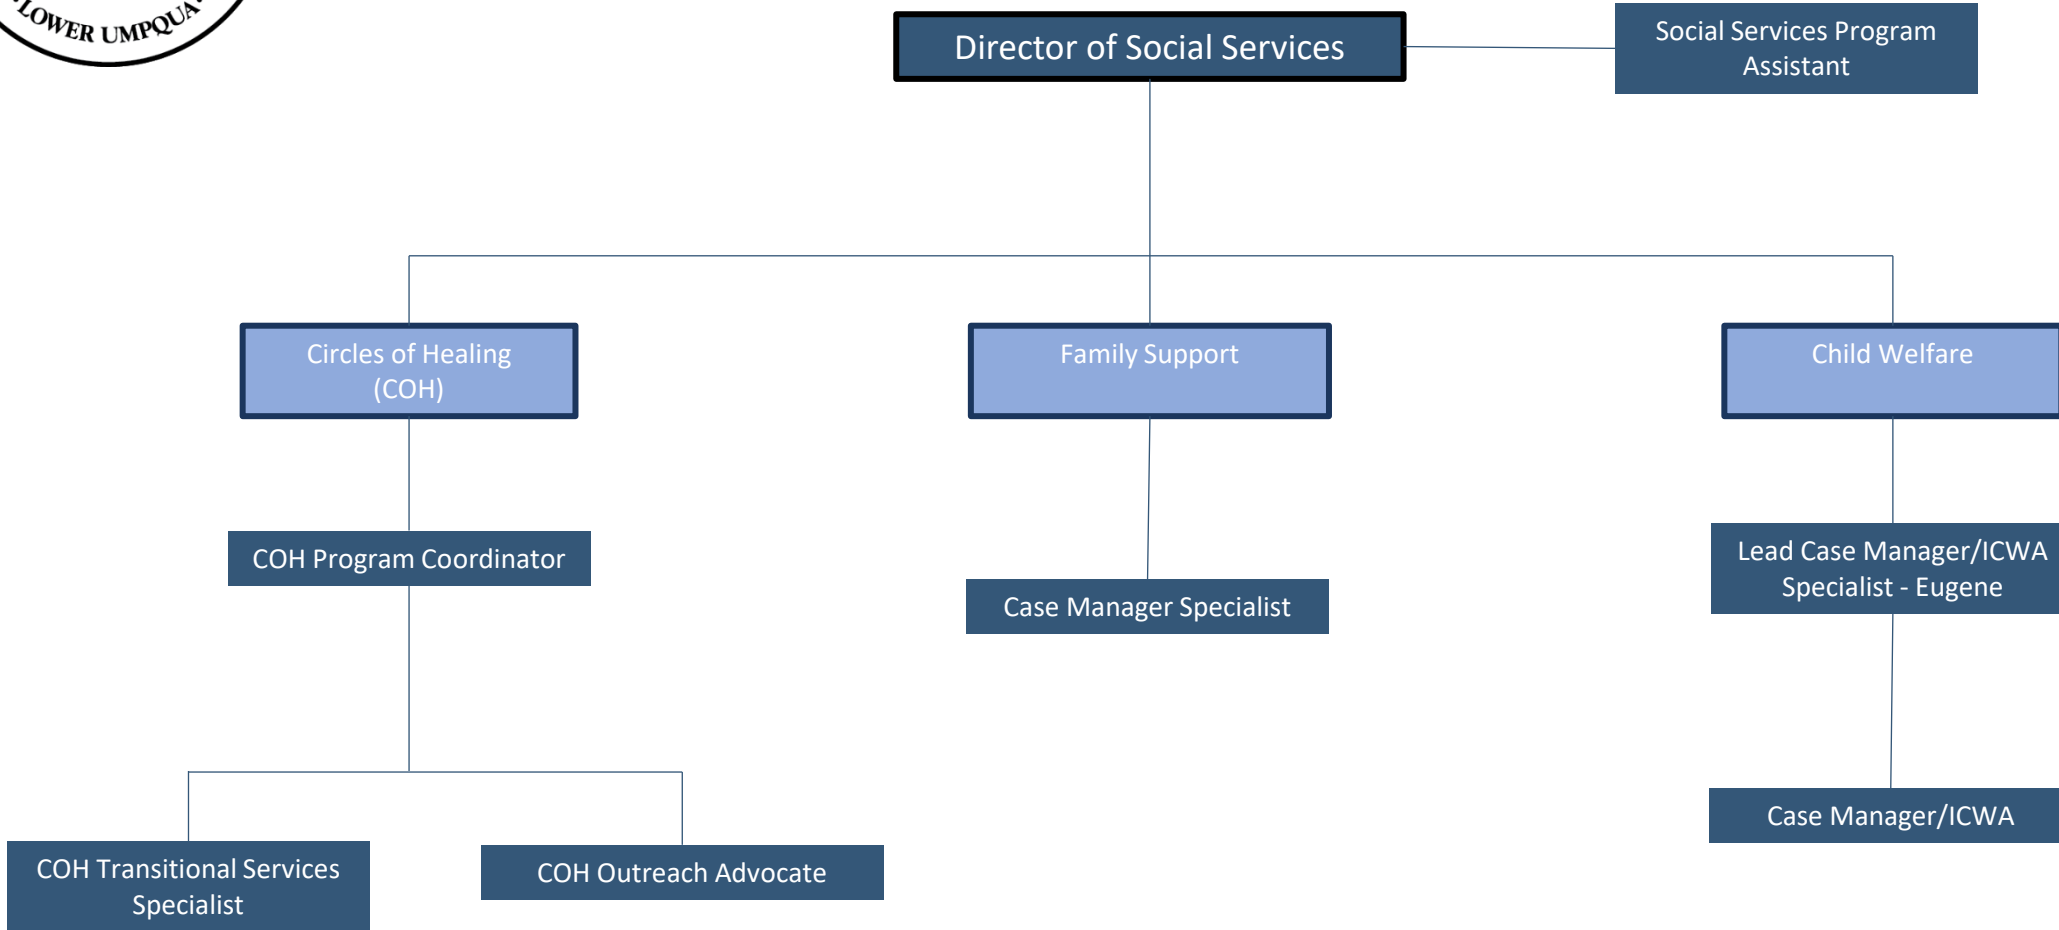 LOWER UMPQUA
Director of Social Services
Social Services Program
Assistant
Circles of Healing
(COH)
Family Support
Child Welfare
COH Program Coordinator
Case Manager Specialist
Lead Case Manager/ICWA
Specialist - Eugene
Case Manager/ICWA
COH Transitional Services
Specialist
COH Outreach Advocate